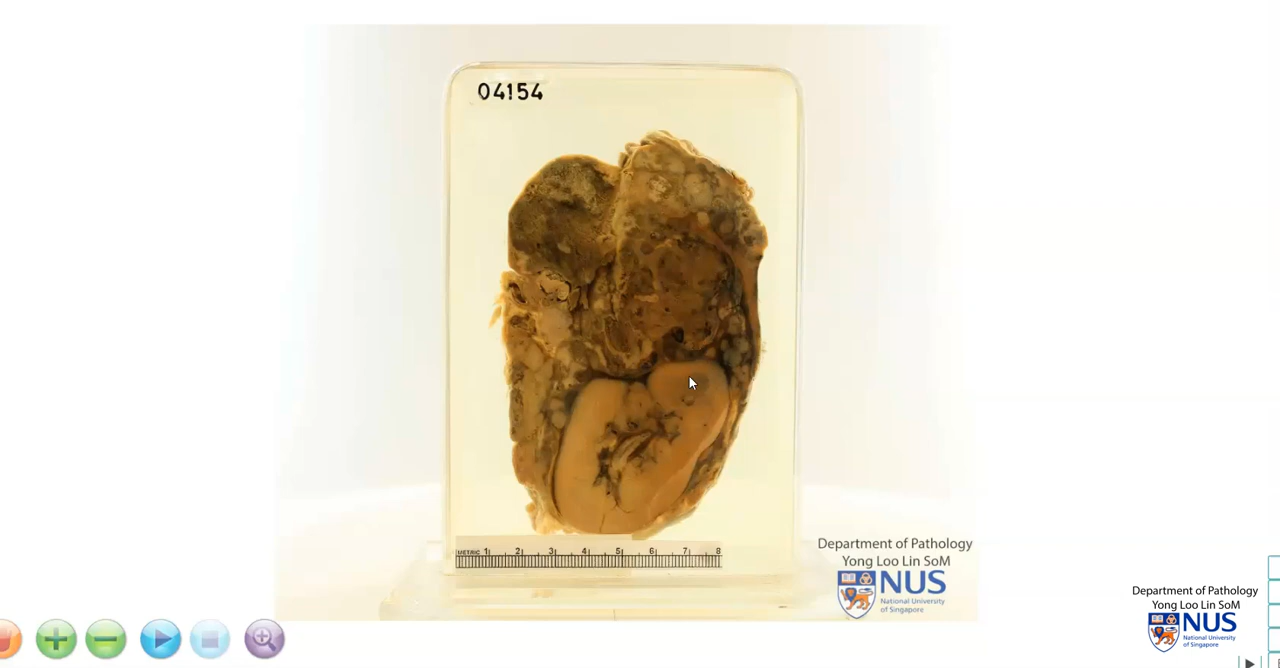 04154
METRIC 1 2 3 4 5 6 7 8
Department of Pathology
Yong Loo Lin SoM
NUS
National University
of Singapore
Department of Pathology
Yong Loo Lin SoM
NUS
National University
of Singapore